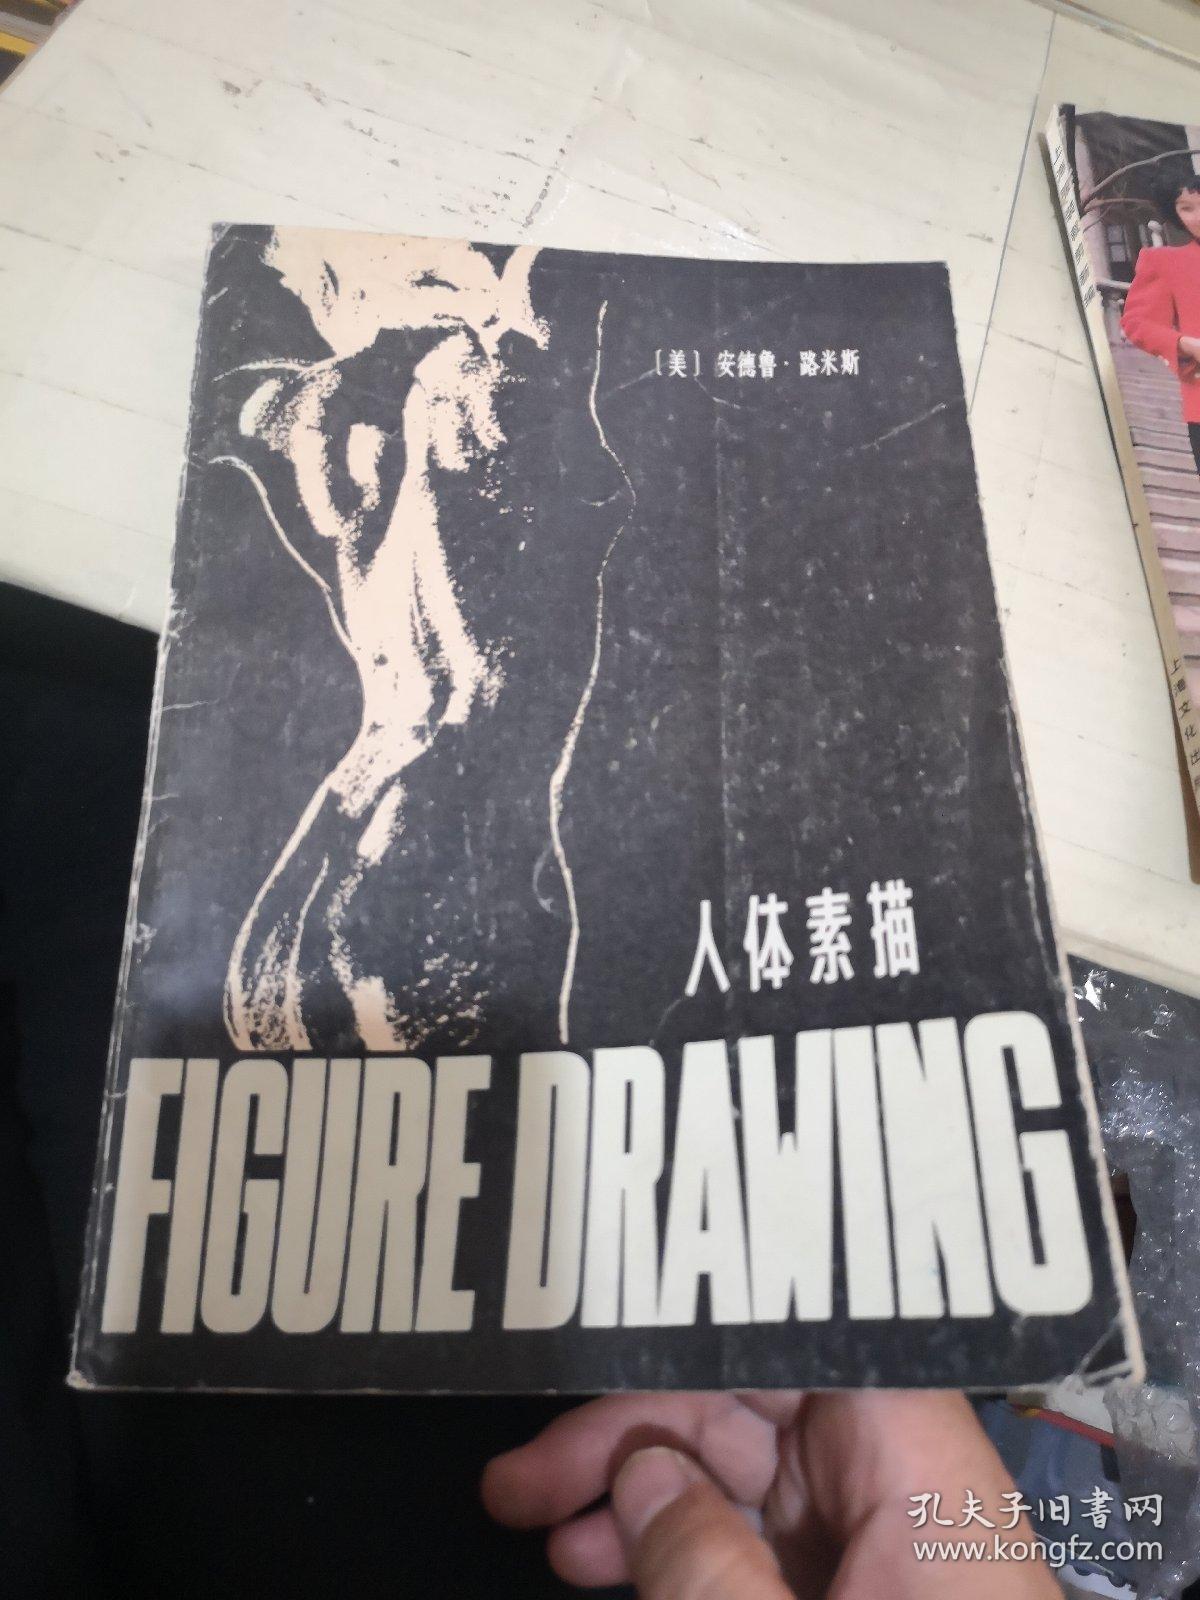 〔美〕 安德鲁·路米斯
人体素描
FIGURE DRAWING
上海文化出
孔夫子旧书网
www.kongfz.com